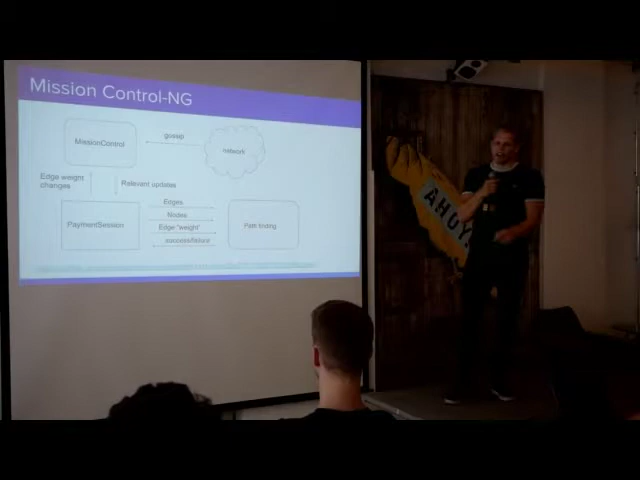 Mission Control-NG
MissionControl
gossip
network
Edge weight
changes
Relevant updates
PaymentSession
Edges
Nodes
Edge "weight"
success/failure
Path finding
AHOY!